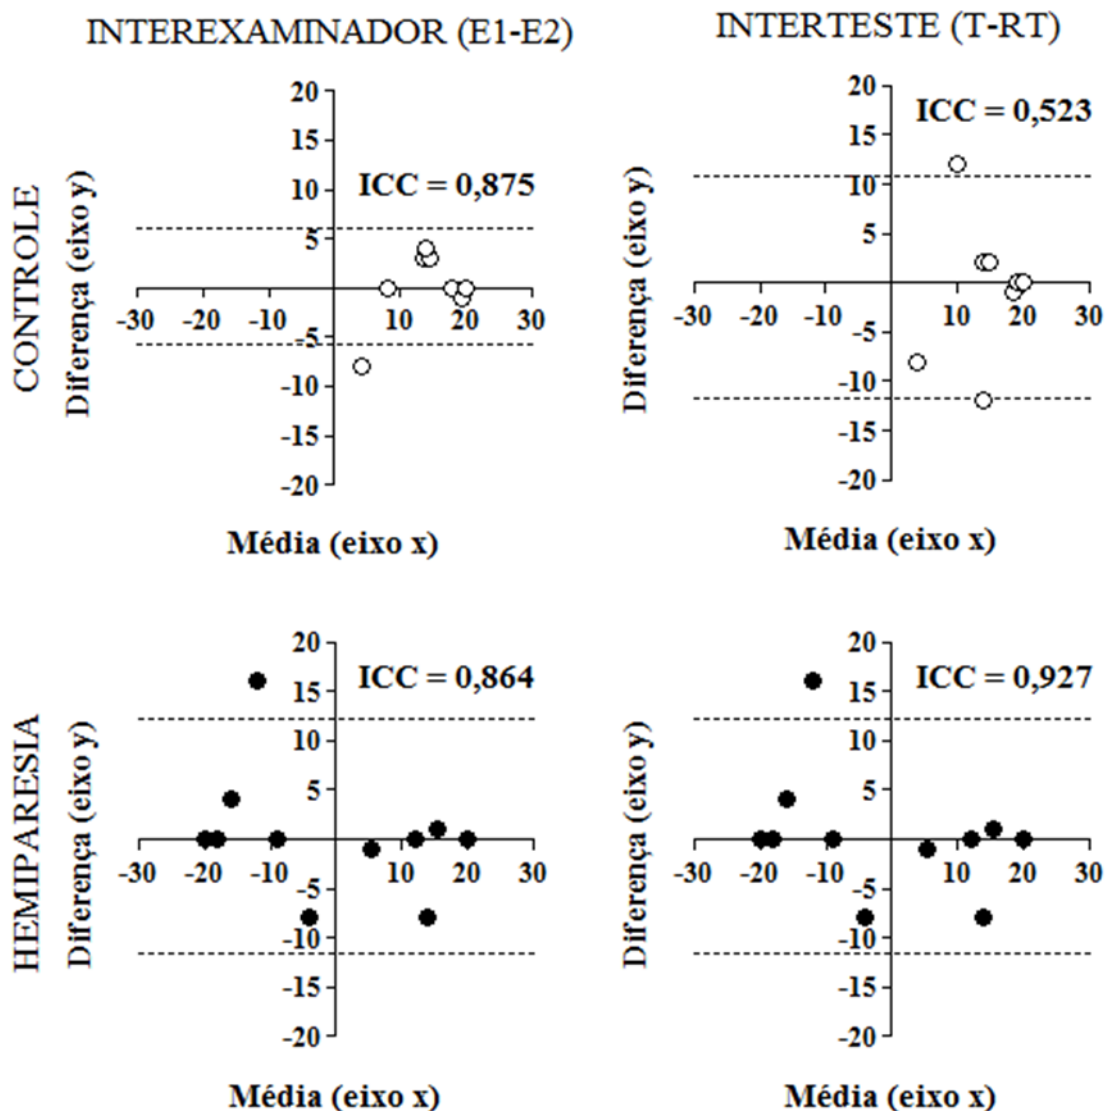 INTEREXAMINADOR (E1-E2)
INTERTESTE (T-RT)
CONTROLE
Diferença (eixo y)
20
15
10
5
-5
-10
-15
-20
-30 -20 -10 10 20 30
ICC = 0,875
Média (eixo x)
Diferença (eixo y)
20
15
10
5
-5
-10
-15
-20
-30 -20 -10 10 20 30
ICC = 0,523
Média (eixo x)
HEMIPARESIA
Diferença (eixo y)
20
15
10
5
-5
-10
-15
-20
-30 -20 -10 10 20 30
ICC = 0,864
Média (eixo x)
Diferença (eixo y)
20
15
10
5
-5
-10
-15
-20
-30 -20 -10 10 20 30
ICC = 0,927
Média (eixo x)